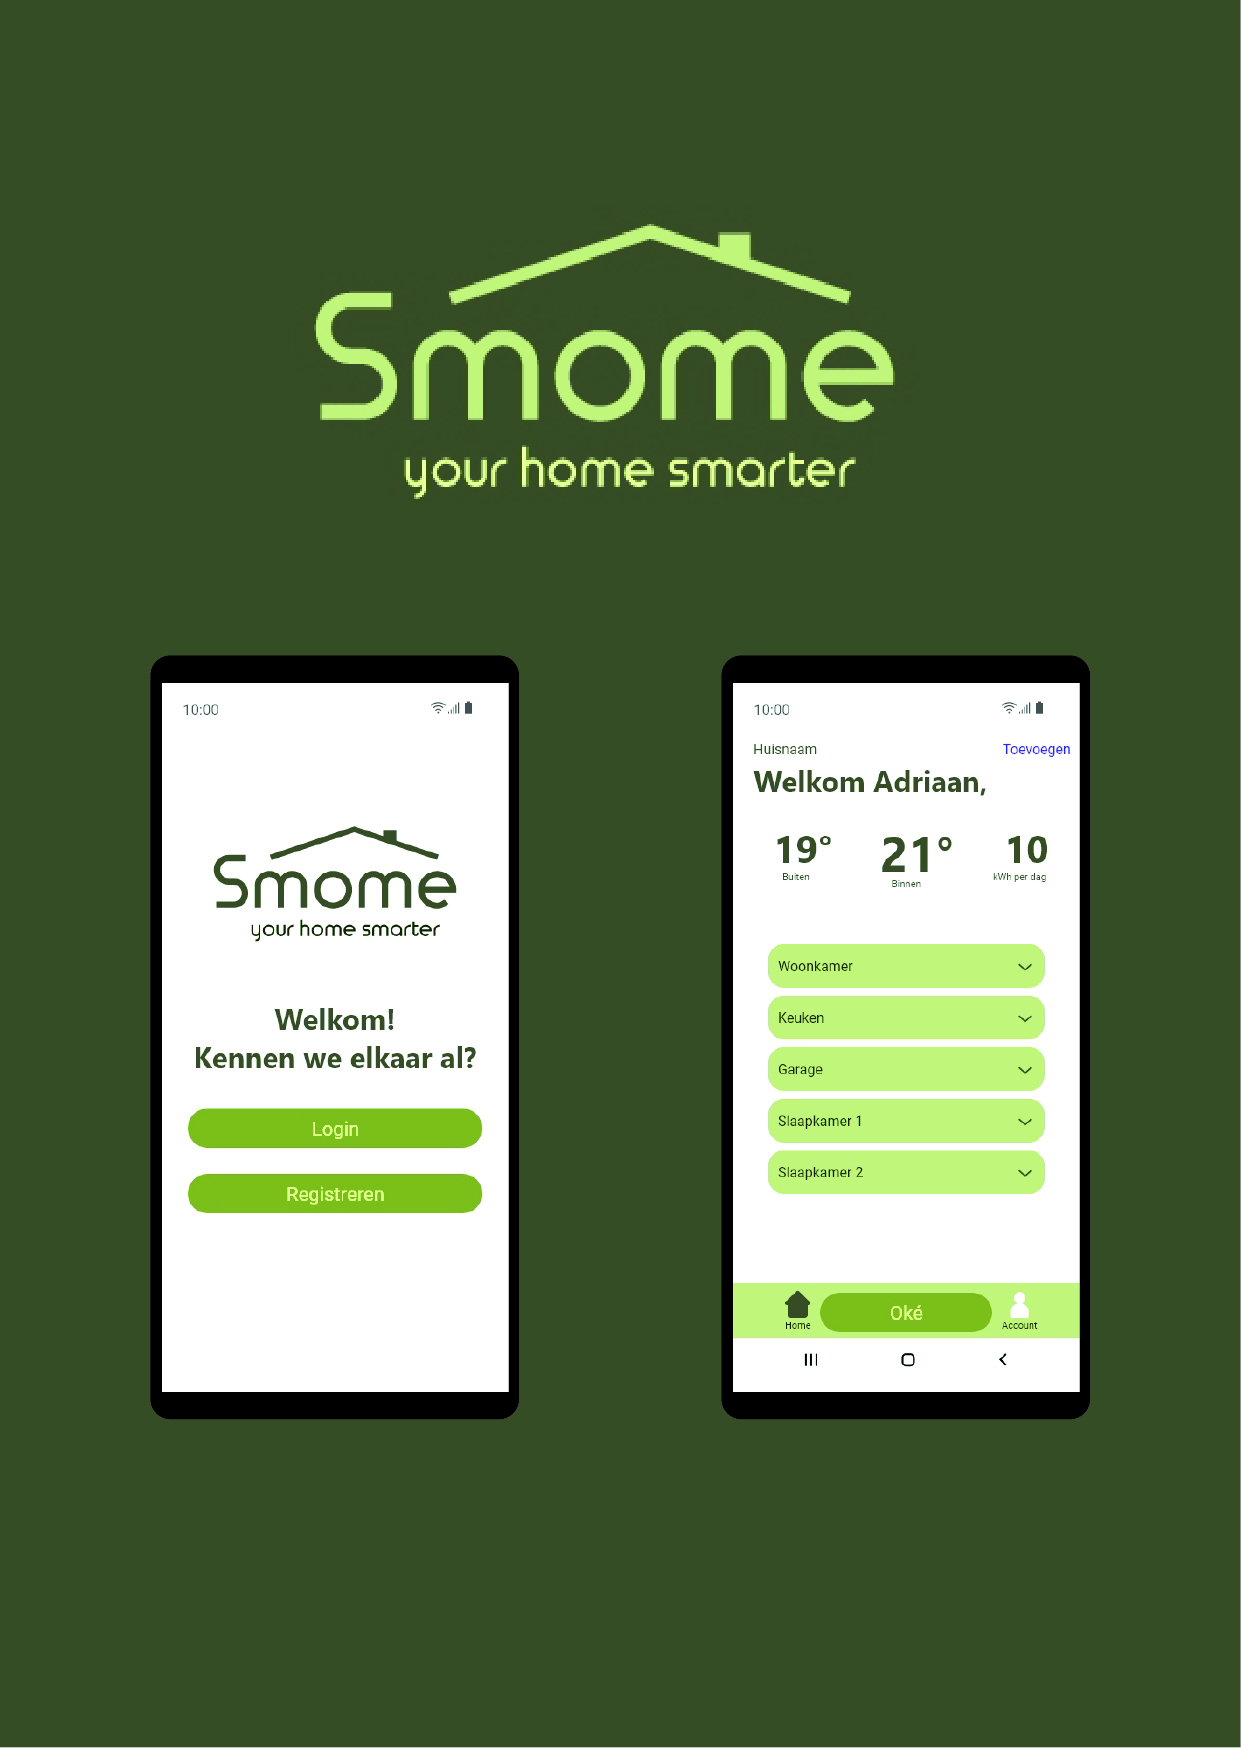 Smome
your home smarter
10:00
Smome
your home smarter
Welkom!
Kennen we elkaar al?
Login
Registreren
10:00
Huisnaam Toevoegen
Welkom Adriaan,
19° 21° 10
Buiten Binnen kWh per dag
Woonkamer
Keuken
Garage
Slaapkamer 1
Slaapkamer 2
Oké
Home Account